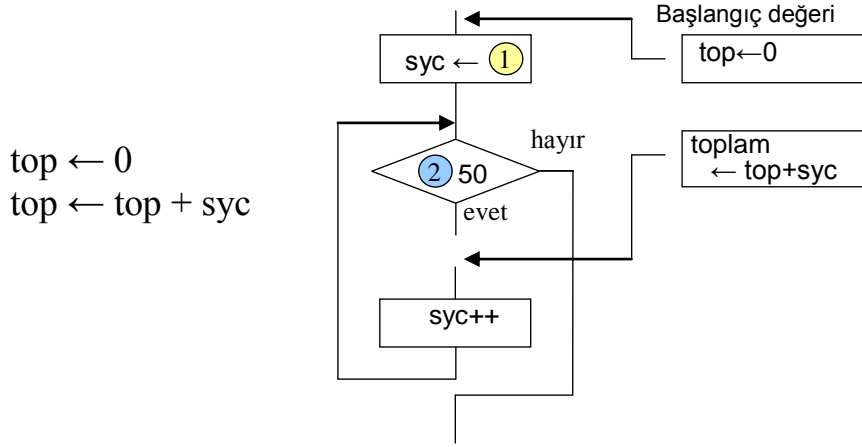 Başlangıç değeri
top←0
syc ← 1
hayır
toplam
← top+syc
2 50
evet
top ← 0
top ← top + syc
syc++